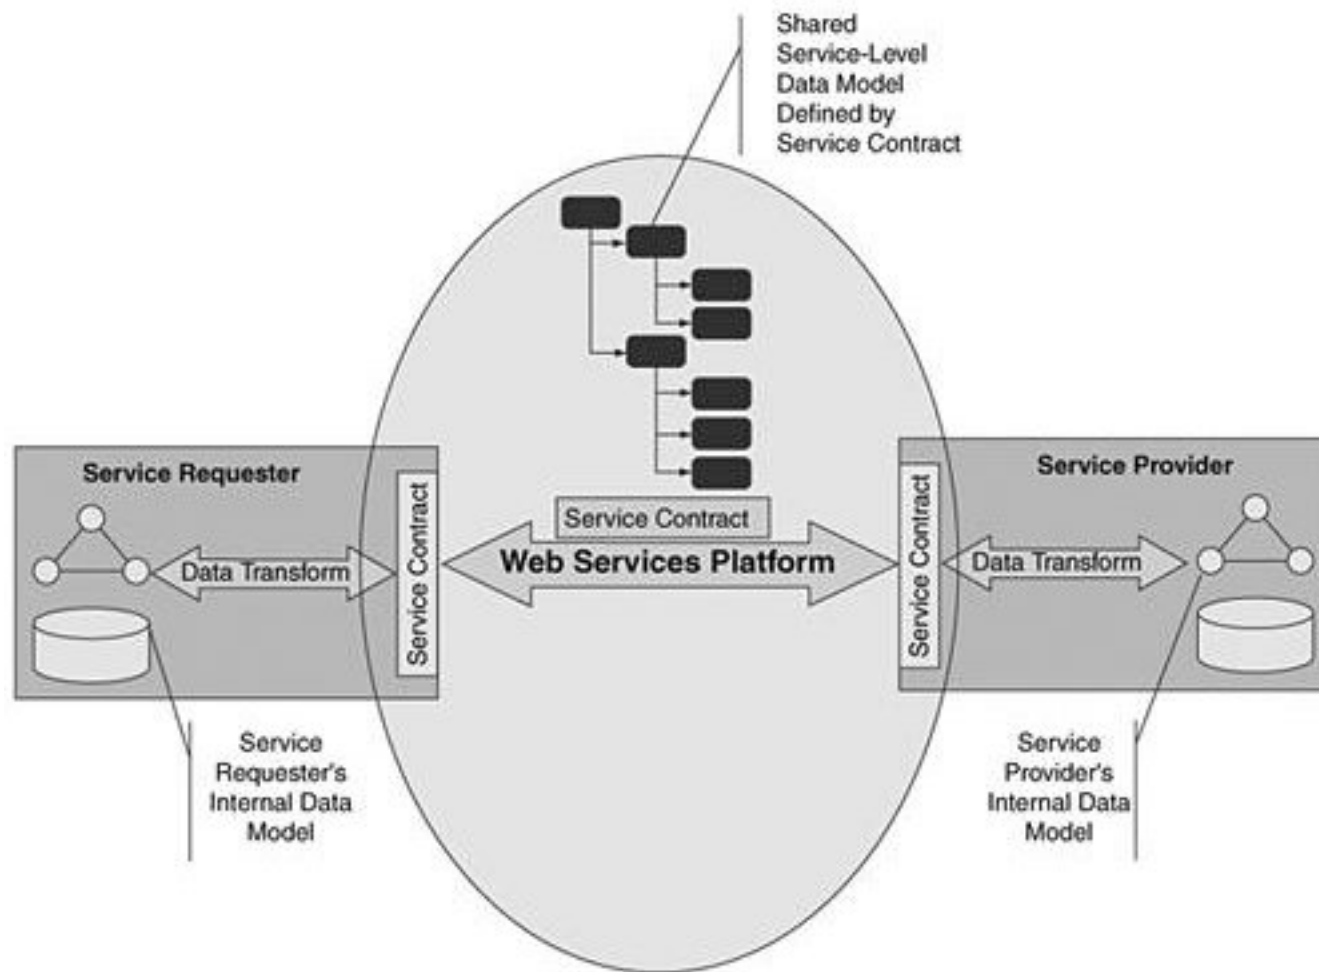 Shared
Service-Level
Data Model
Defined by
Service Contract
Service Requester
Service Contract
Data Transform
Service Contract
Web Services Platform
Service Provider
Service Contract
Data Transform
Service
Requester's
Internal Data
Model
Service
Provider's
Internal Data
Model